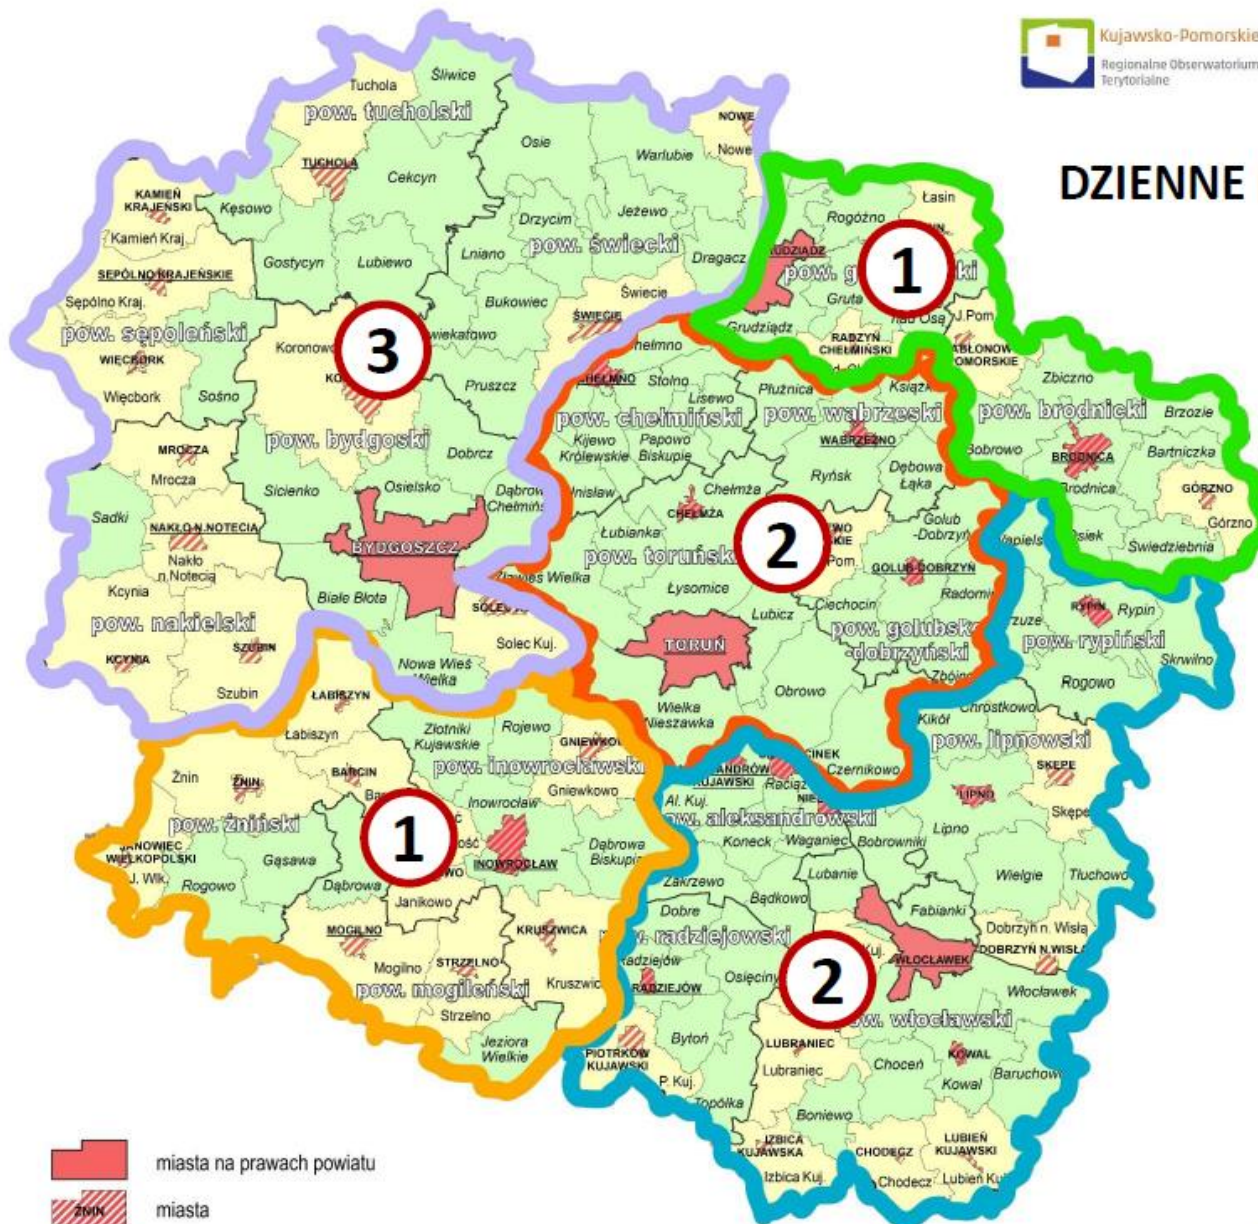 Kujawsko-Pomorskie
Regionalne Obserwatorium
Terytorialne
DZIENNE
Śliwice
Tuchola
pow. tucholski
TUCHOLA
Cekcyn
Osie
Warlubie
NOWE
Nowe
KAMIEŃ
KRAJEŃSKI
Kamień Kraj.
Kęsowo
Drzycim
Jeżewo
pow. świecki
Łasin
Rogóźno
SĘPÓLNO KRAJEŃSKIE
Gostycyn
Lubiewo
Lniano
Dragacz
1
Sępólno Kraj.
pow. sępoleński
Bukowiec
Świecie
ŚWIECIE
Gruta
Grudziądz
J.Pom.
WIĘCBORK
Więcbork
Koronowo
3
RADZYŃ
CHEŁMIŃSKI
Sośno
Pruszcz
CHEŁMNO
Stolno
Lisewo
Płużnica
Zbiczno
pow. chełmiński
pow. wąbrzeski
pow. brodnicki
Brzozie
pow. bydgoski
MROCZA
Mrocza
Dobrcz
Kijewo
Królewskie
Papowo
Biskupie
WĄBRZEŹNO
Bobrowo
BRODNICA
Bartniczka
Sicienko
Osielsko
Ryńsk
Dębowa
Łąka
Brodnica
GÓRZNO
Górzno
Sadki
NAKŁO N.NOTECIĄ
Nakło
n.Notecią
BYDGOSZCZ
Chełmża
CHEŁMŻA
Łubianka
2
Golub
-Dobrzyń
Świedziebnia
pow. toruński
GOLUB-DOBRZYŃ
Kcynia
pow. nakielski
Białe Błota
Łysomice
Ciechocin
RYPIN
Rypin
KCYNIA
SZUBIN
Szubin
Solec Kuj.
Lubicz
TORUŃ
pow. rypiński
Skrwilno
Nowa Wieś
Wielka
Obrowo
Rogowo
ŁABISZYN
Łabiszyn
Złotniki
Kujawskie
Rojewo
Wielka
Nieszawka
Kikół
Chrostkowo
pow. lipnowski
pow. inowrocławski
Gniewkowo
Czernikowo
SKĘPE
Skępe
Żnin
ŻNIN
BARCIN
Inowrocław
Al. Kuj.
LIPNO
pow. żniński
1
INOWROCŁAW
Koneck
Waganiec
Bobrowniki
Lipno
JANOWIEC
WIELKOPOLSKI
J. Wlk.
Gąsawa
Dąbrowa
Biskupia
Zakrzewo
Lubanie
Wielgie
Tłuchowo
Rogowo
Dąbrowa
Janikowo
Bądkowo
Dobre
Fabianki
MOGILNO
Mogilno
KRUSZWICA
Dobrzyń n. Wisłą
DOBRZYŃ N.WISŁĄ
STRZELNO
Strzelno
pow. mogileński
RADZIEJÓW
Osięciny
2
WŁOCŁAWEK
Włocławek
Jeziora
Wielkie
Bytoń
PIOTRKÓW
KUJAWSKI
P. Kuj.
LUBRANIEC
Lubraniec
Choceń
KOWAL
Kowal
Topólka
Boniewo
IZBICA
KUJAWSKA
Izbica Kuj.
CHODECZ
Chodecz
LUBIEŃ
KUJAWSKI
miasta na prawach powiatu
ŻNIN
miasta